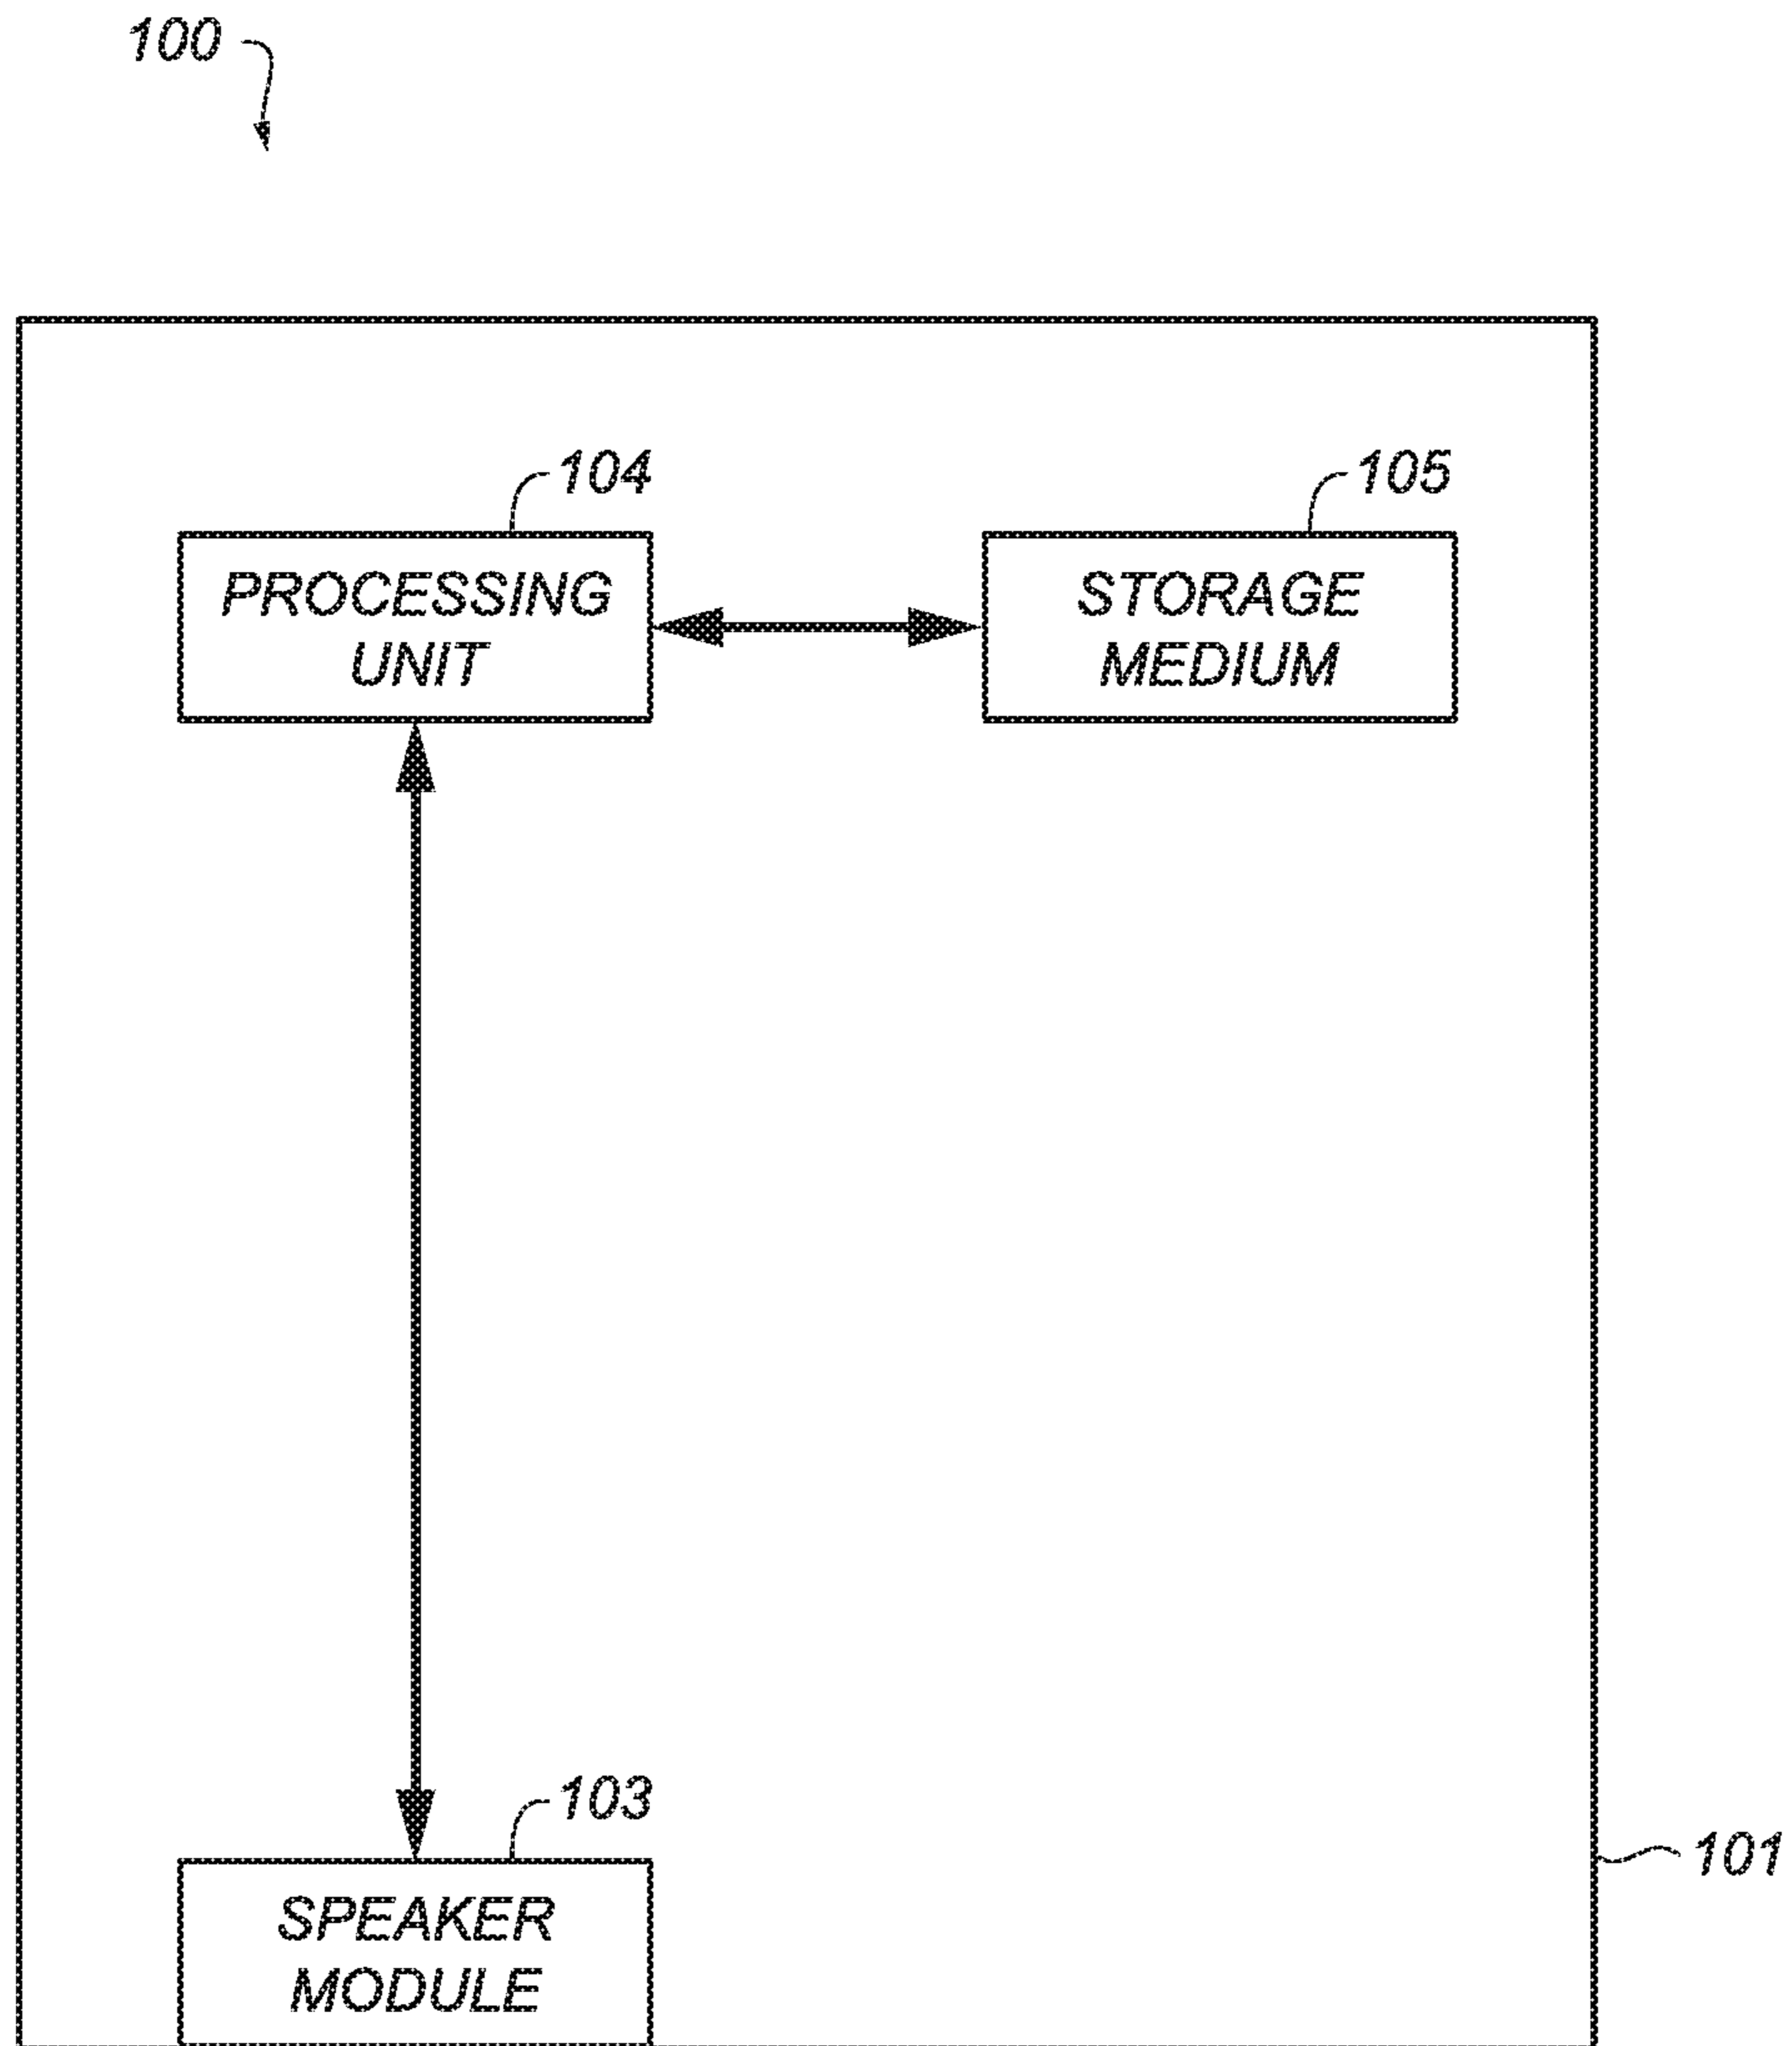 100
104
105
PROCESSING
UNIT
STORAGE
MEDIUM
103
101
SPEAKER
MODULE